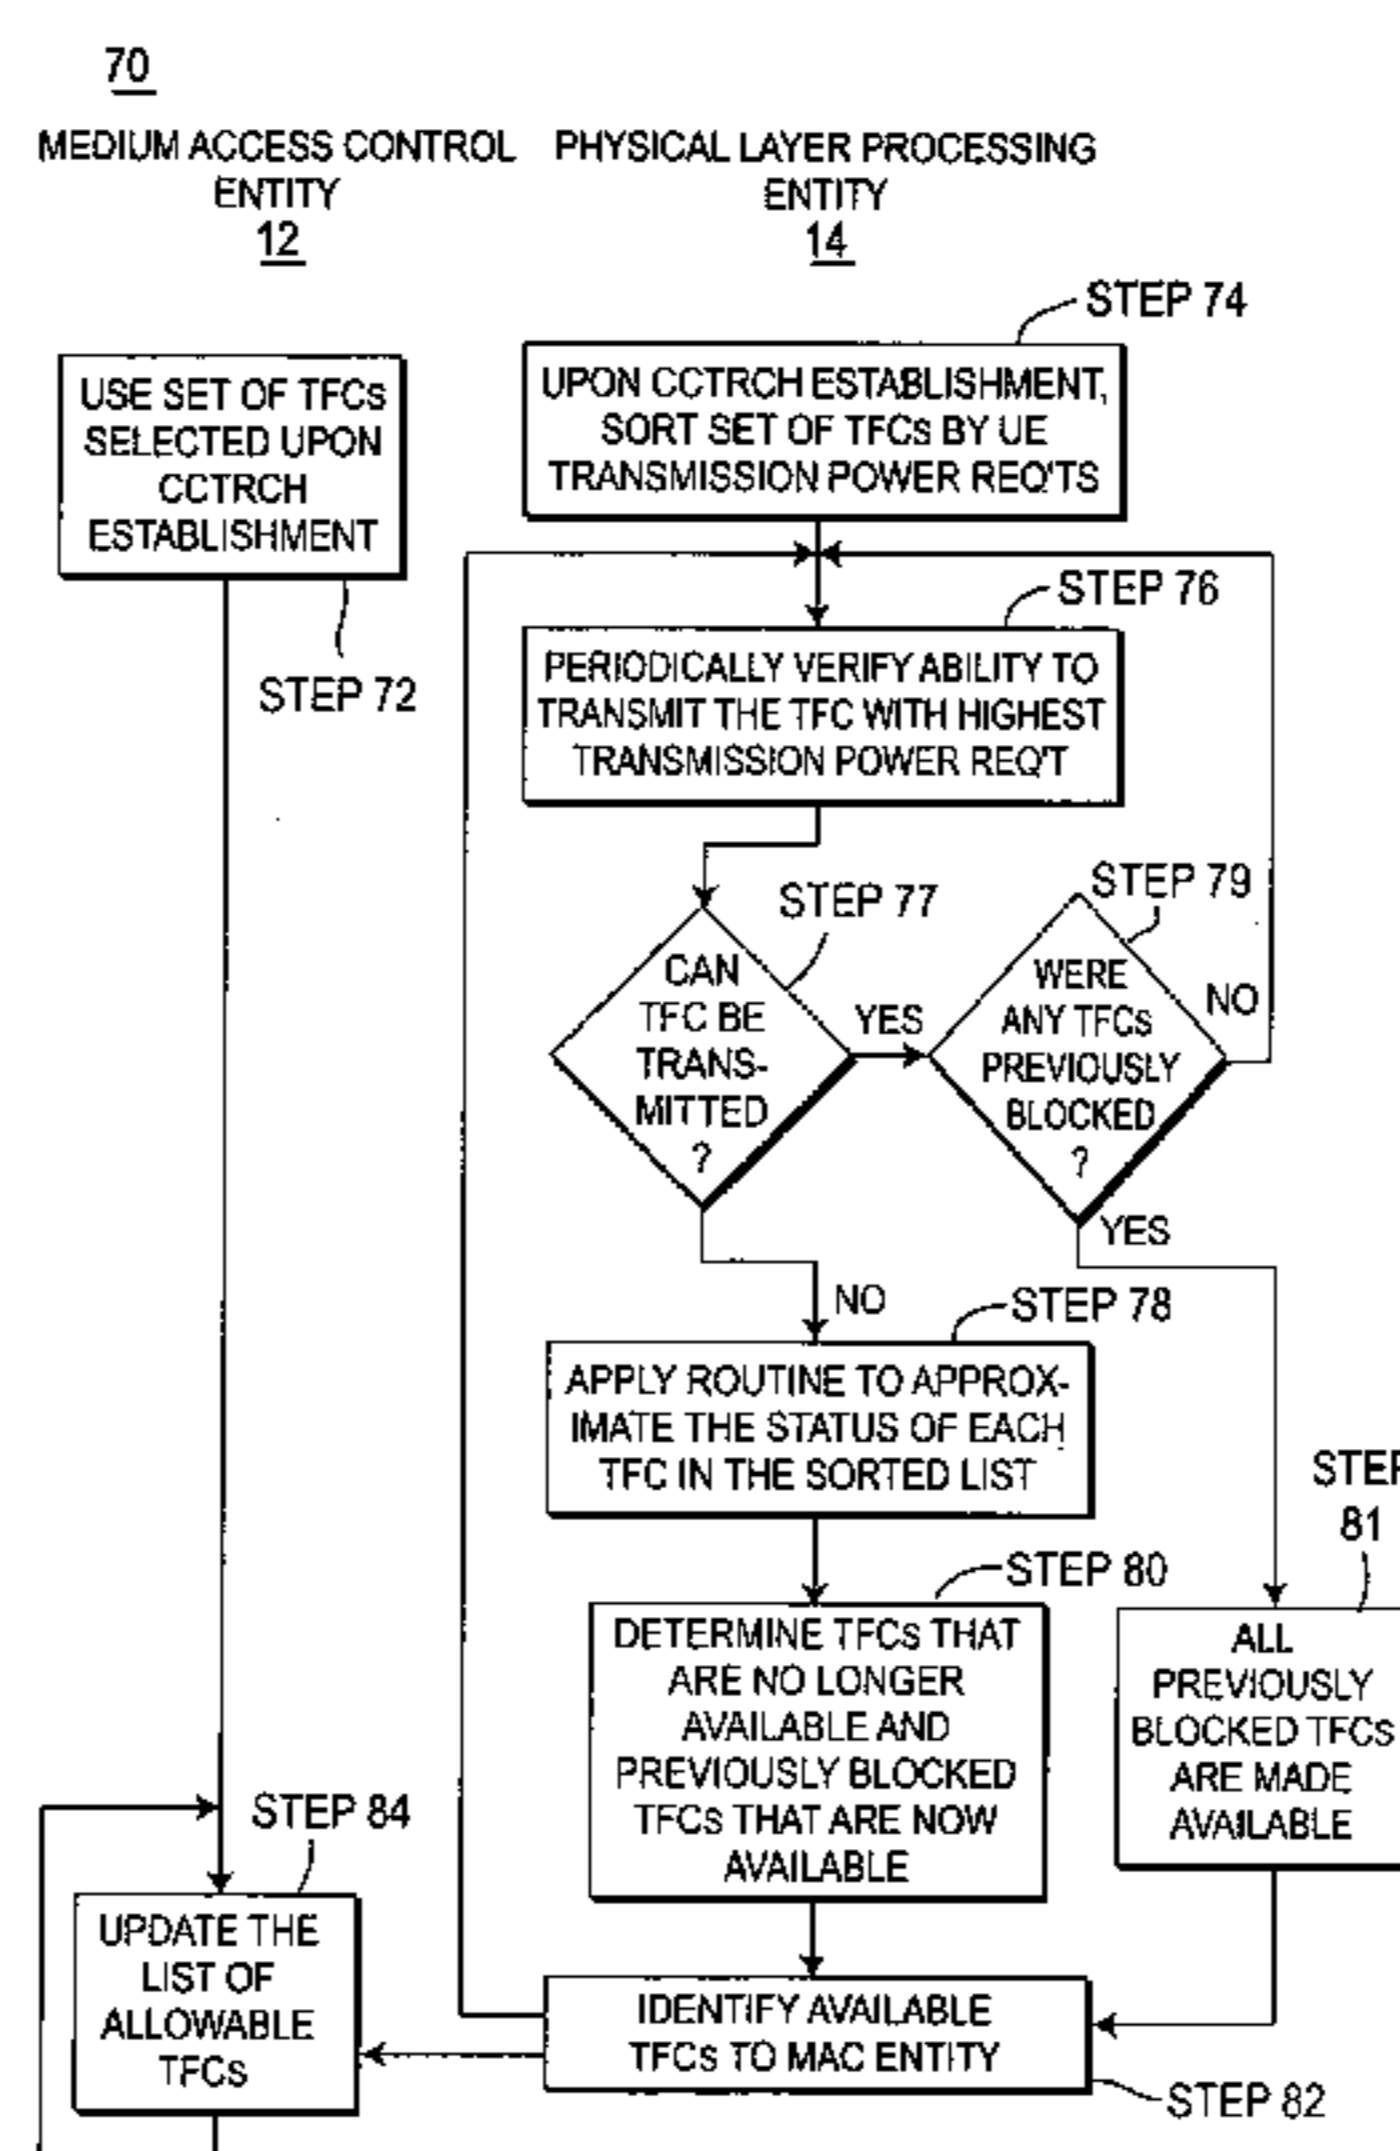 70
MEDIUM ACCESS CONTROL
ENTITY
12
PHYSICAL LAYER PROCESSING
ENTITY
14
STEP 74
USE SET OF TFCs
SELECTED UPON
CCTRCH
ESTABLISHMENT
STEP 72
UPON CCTRCH ESTABLISHMENT,
SORT SET OF TFCs BY UE
TRANSMISSION POWER REQ'TS
STEP 76
PERIODICALLY VERIFY ABILITY TO
TRANSMIT THE TFC WITH HIGHEST
TRANSMISSION POWER REQ'T
STEP 77
CAN
TFC BE
TRANS-
MITTED
?
YES
STEP 79
WERE
ANY TFCs
PREVIOUSLY
BLOCKED
?
NO
YES
NO
STEP 78
APPLY ROUTINE TO APPROX-
IMATE THE STATUS OF EACH
TFC IN THE SORTED LIST
STEP 80
DETERMINE TFCs THAT
ARE NO LONGER
AVAILABLE AND
PREVIOUSLY BLOCKED
TFCs THAT ARE NOW
AVAILABLE
STEP
81
ALL
PREVIOUSLY
BLOCKED TFCs
ARE MADE
AVAILABLE
STEP 84
UPDATE THE
LIST OF
ALLOWABLE
TFCs
IDENTIFY AVAILABLE
TFCs TO MAC ENTITY
STEP 82